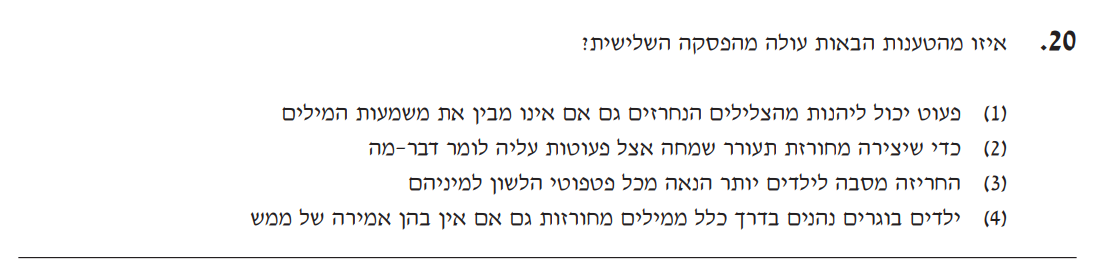 20. איזו מהטענות הבאות עולה מהפסקה השלישית?
(1) פעוט יכול ליהנות מהצלילים הנחרזים גם אם אינו מבין את משמעות המילים
(2) כדי שיצירה מחורזת תעורר שמחה אצל פעוטות עליה לומר דבר-מה
(3) החריזה מסבה לילדים יותר הנאה מכל פטפוטי הלשון למיניהם
(4) ילדים בוגרים נהנים בדרך כלל ממילים מחורזות גם אם אין בהן אמירה של ממש